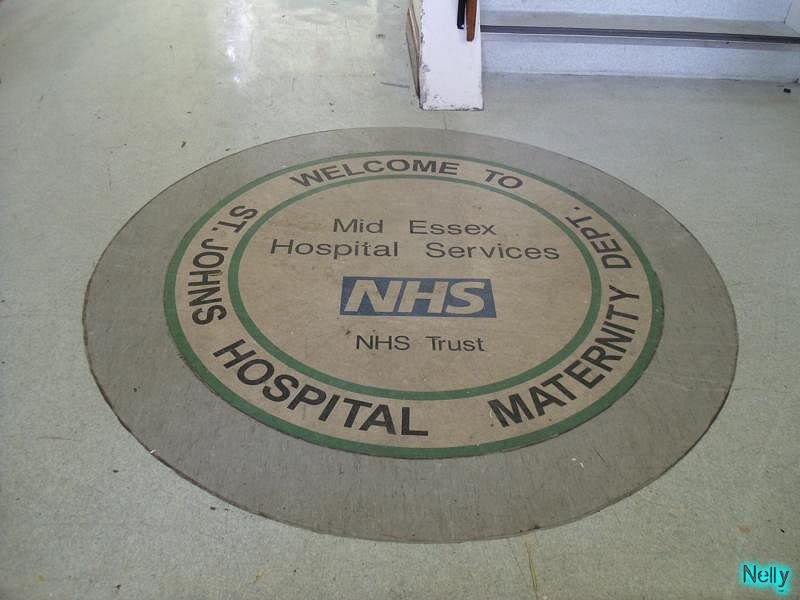 WELCOME TO
ST. JOHNS HOSPITAL MATERNITY DEPT.
Mid Essex
Hospital Services
NHS
NHS Trust
Nelly